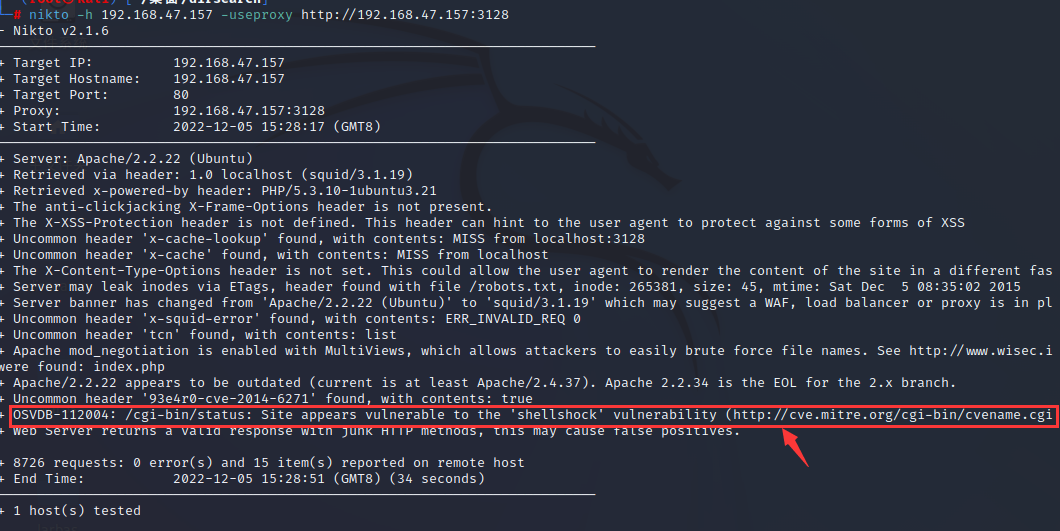 └─# nikto -h 192.168.47.157 -useproxy http://192.168.47.157:3128
- Nikto v2.1.6
+ Target IP: 192.168.47.157
+ Target Hostname: 192.168.47.157
+ Target Port: 80
+ Proxy: 192.168.47.157:3128
+ Start Time: 2022-12-05 15:28:17 (GMT8)
+ Server: Apache/2.2.22 (Ubuntu)
+ Retrieved via header: 1.0 localhost (squid/3.1.19)
+ Retrieved x-powered-by header: PHP/5.3.10-1ubuntu3.21
+ The anti-clickjacking X-Frame-Options header is not present.
+ The X-XSS-Protection header is not defined. This header can hint to the user agent to protect against some forms of XSS
+ Uncommon header 'x-cache-lookup' found, with contents: MISS from localhost:3128
+ Uncommon header 'x-cache' found, with contents: MISS from localhost
+ The X-Content-Type-Options header is not set. This could allow the user agent to render the content of the site in a different fas
+ Server may leak inodes via ETags, header found with file /robots.txt, inode: 265381, size: 45, mtime: Sat Dec  5 08:35:02 2015
+ Server banner has changed from 'Apache/2.2.22 (Ubuntu)' to 'squid/3.1.19' which may suggest a WAF, load balancer or proxy is in pl
+ Uncommon header 'x-squid-error' found, with contents: ERR_INVALID_REQ 0
+ Uncommon header 'tcn' found, with contents: list
+ Apache mod_negotiation is enabled with MultiViews, which allows attackers to easily brute force file names. See http://www.wisec.i
were found: index.php
+ Apache/2.2.22 appears to be outdated (current is at least Apache/2.4.37). Apache 2.2.34 is the EOL for the 2.x branch.
+ Uncommon header '93e4r0-cve-2014-6271' found, with contents: true
+ OSVDB-112004: /cgi-bin/status: Site appears vulnerable to the 'shellshock' vulnerability (http://cve.mitre.org/cgi-bin/cvename.cgi
+ Web Server returns a valid response with junk HTTP methods, this may cause false positives.
+ 8726 requests: 0 error(s) and 15 item(s) reported on remote host
+ End Time: 2022-12-05 15:28:51 (GMT8) (34 seconds)
+ 1 host(s) tested